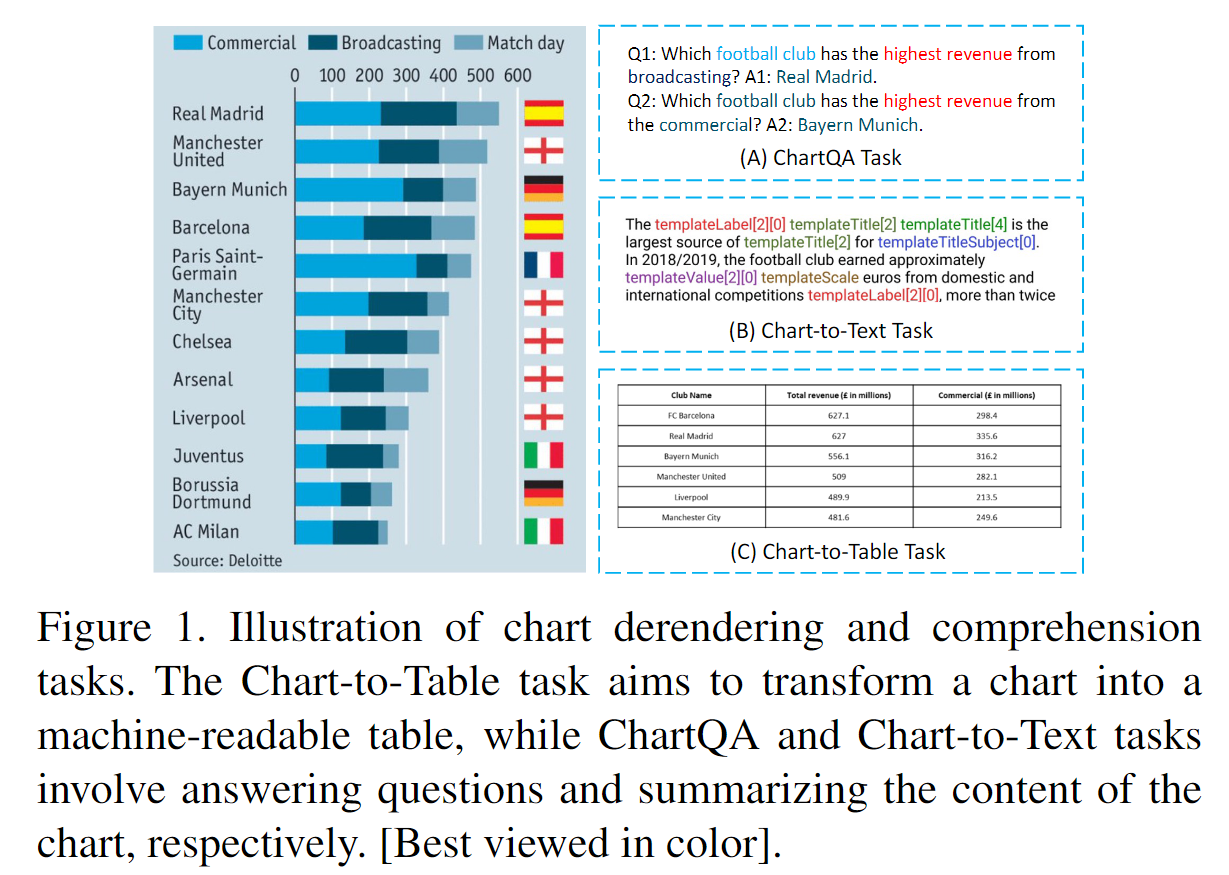 Commercial Broadcasting Match day
0 100 200 300 400 500 600
Real Madrid
Manchester
United
Bayern Munich
Barcelona
Paris Saint-
Germain
Manchester
City
Chelsea
Arsenal
Liverpool
Juventus
Borussia
Dortmund
AC Milan
Source: Deloitte
Q1: Which football club has the highest revenue from
broadcasting? A1: Real Madrid.
Q2: Which football club has the highest revenue from
the commercial? A2: Bayern Munich.
(A) ChartQA Task
The templateLabel[2][0] templateTitle[2] templateTitle[4] is the
largest source of templateTitle[2] for templateTitleSubject[0].
In 2018/2019, the football club earned approximately
templateValue[2][0] templateScale euros from domestic and
international competitions templateLabel[2][0], more than twice
(B) Chart-to-Text Task
Club Name Total revenue (£ in millions) Commercial (£ in millions)
FC Barcelona 627.1 298.4
Real Madrid 627 335.6
Bayern Munich 556.1 316.2
Manchester United 509 282.1
Liverpool 489.9 213.5
Manchester City 481.6 249.6
(C) Chart-to-Table Task
Figure 1. Illustration of chart derendering and comprehension
tasks. The Chart-to-Table task aims to transform a chart into a
machine-readable table, while ChartQA and Chart-to-Text tasks
involve answering questions and summarizing the content of the
chart, respectively. [Best viewed in color].